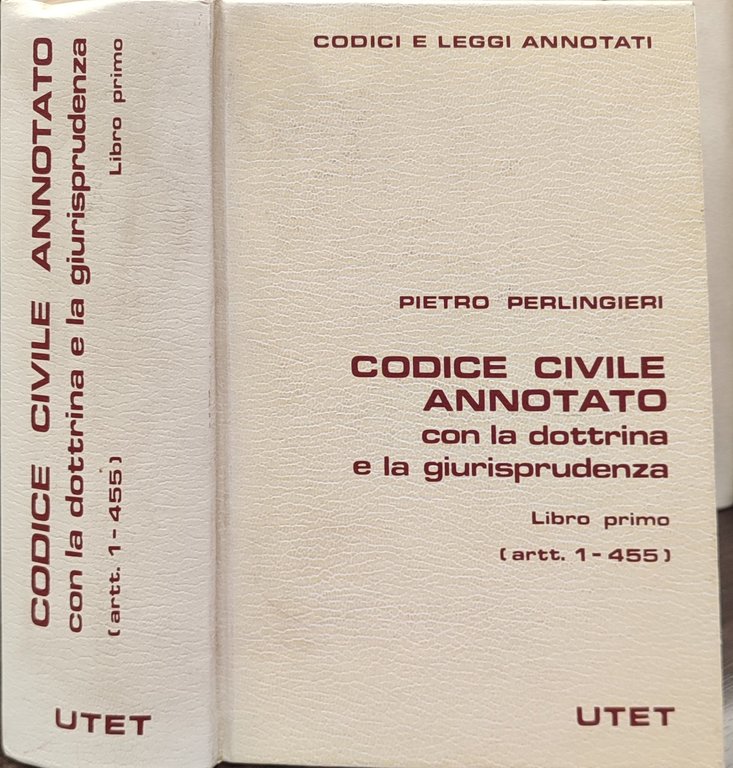 CODICE CIVILE ANNOTATO
con la dottrina e la giurisprudenza
Libro primo
(artt. 1-455)
UTET
CODICI E LEGGI ANNOTATI
PIETRO PERLINGIERI
CODICE CIVILE
ANNOTATO
con la dottrina
e la giurisprudenza
Libro primo
(artt. 1-455)
UTET